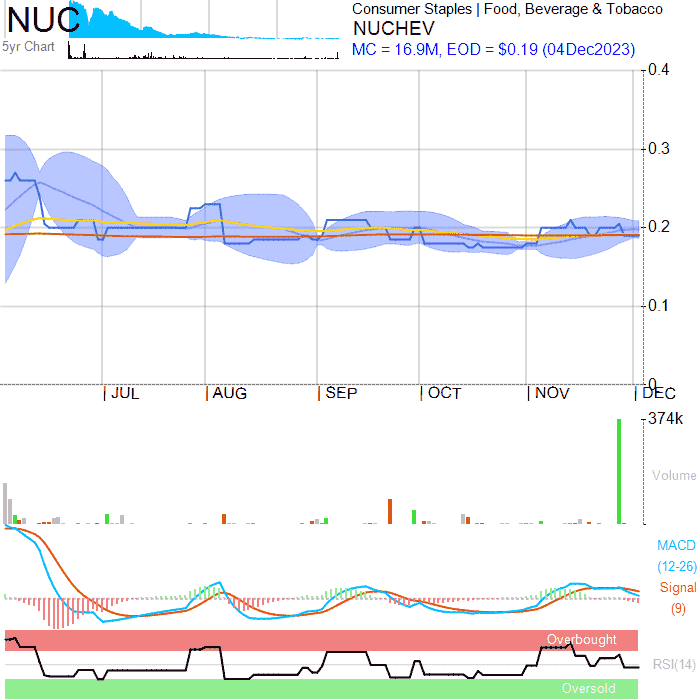 NUC
5yr Chart
Consumer Staples | Food, Beverage & Tobacco
NUCHEV
MC = 16.9M, EOD = $0.19 (04Dec2023)
0.4
0.3
0.2
0.1
0
JUL AUG SEP OCT NOV DEC
374k
Volume
MACD
(12-26)
Signal
(9)
Overbought
RSI(14)
Oversold